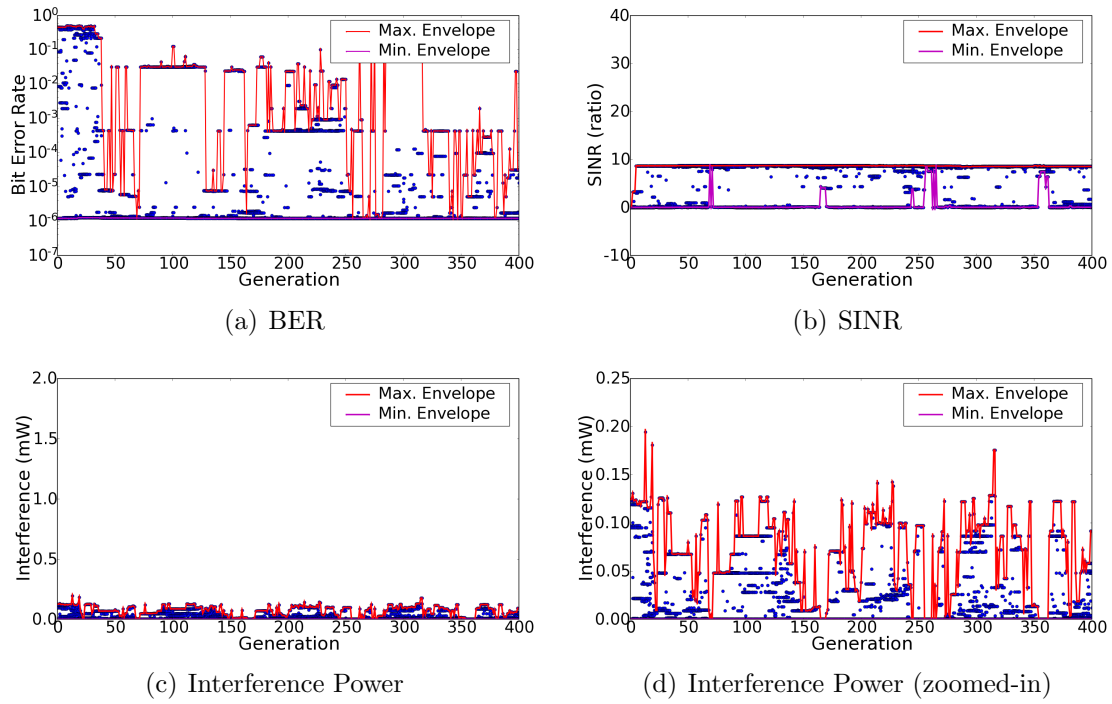 Max. Envelope
Min. Envelope
10^0
10^-1
10^-2
10^-3
10^-4
10^-5
10^-6
10^-7
Bit Error Rate
0 50 100 150 200 250 300 350 400
Generation
(a) BER
Max. Envelope
Min. Envelope
40
30
20
10
0
-10
SINR (ratio)
0 50 100 150 200 250 300 350 400
Generation
(b) SINR
Max. Envelope
Min. Envelope
2.0
1.5
1.0
0.5
0.0
Interference (mW)
0 50 100 150 200 250 300 350 400
Generation
(c) Interference Power
Max. Envelope
Min. Envelope
0.25
0.20
0.15
0.10
0.05
0.00
Interference (mW)
0 50 100 150 200 250 300 350 400
Generation
(d) Interference Power (zoomed-in)